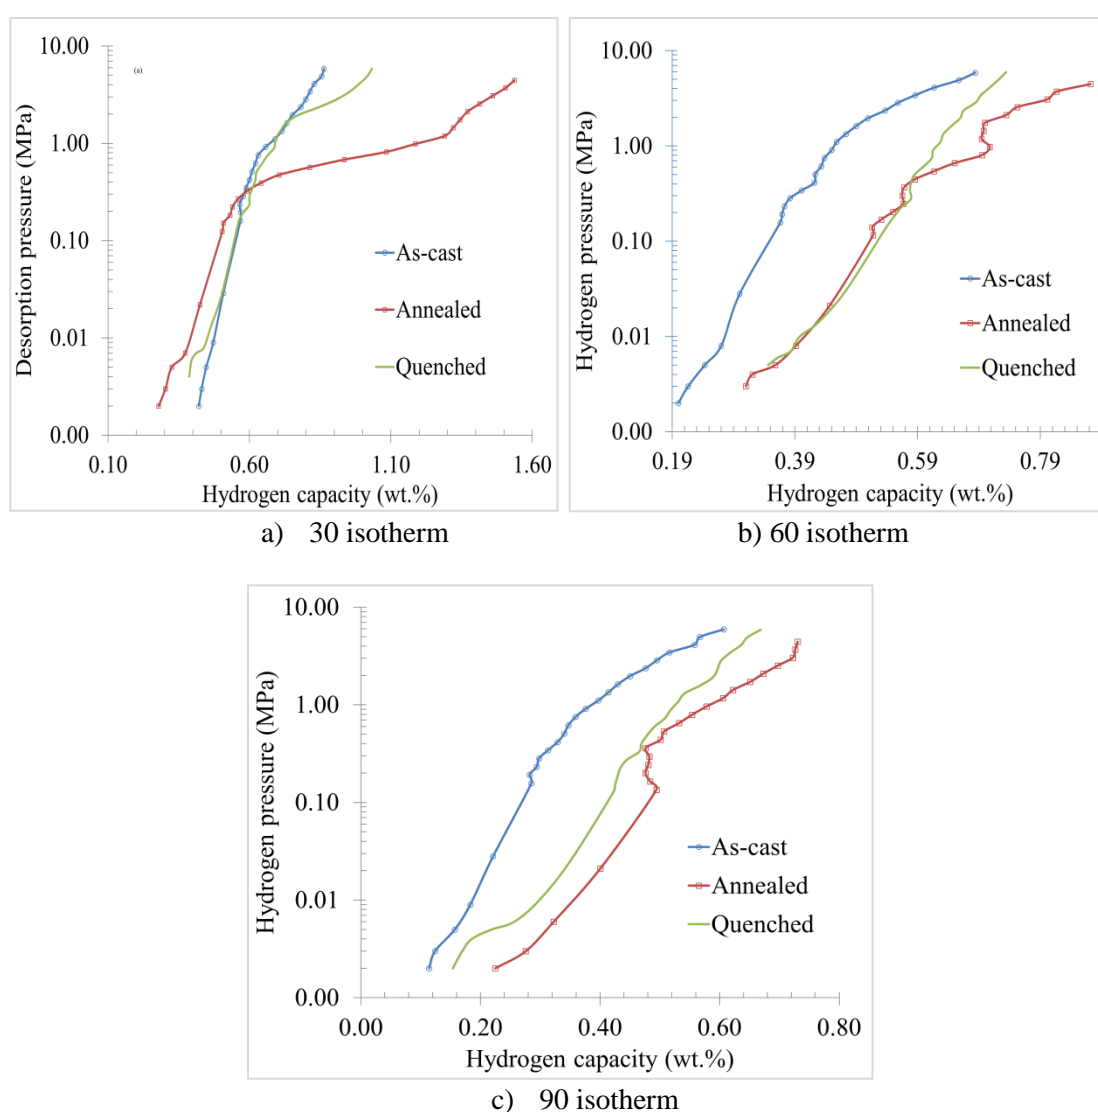 10.00
1.00
0.10
0.01
0.00
Desorption pressure (MPa)
(a)
As-cast
Annealed
Quenched
0.10 0.60 1.10 1.60
Hydrogen capacity (wt.%)
a) 30 isotherm
10.00
1.00
0.10
0.01
0.00
Hydrogen pressure (MPa)
As-cast
Annealed
Quenched
0.19 0.39 0.59 0.79
Hydrogen capacity (wt.%)
b) 60 isotherm
10.00
1.00
0.10
0.01
0.00
Hydrogen pressure (MPa)
As-cast
Annealed
Quenched
0.00 0.20 0.40 0.60 0.80
Hydrogen capacity (wt.%)
c) 90 isotherm